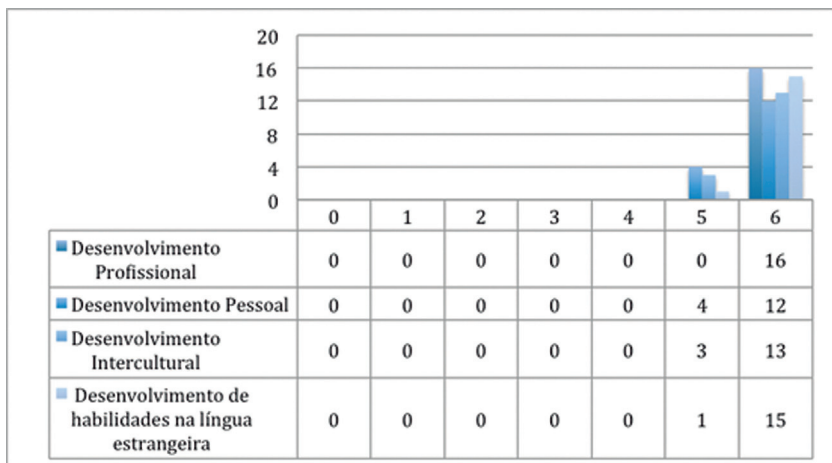 20
16
12
8
4
0
0 1 2 3 4 5 6
Desenvolvimento
Profissional
0 0 0 0 0 0 16
Desenvolvimento Pessoal 0 0 0 0 0 4 12
Desenvolvimento
Intercultural
0 0 0 0 0 3 13
Desenvolvimento de
habilidades na língua
estrangeira
0 0 0 0 0 1 15